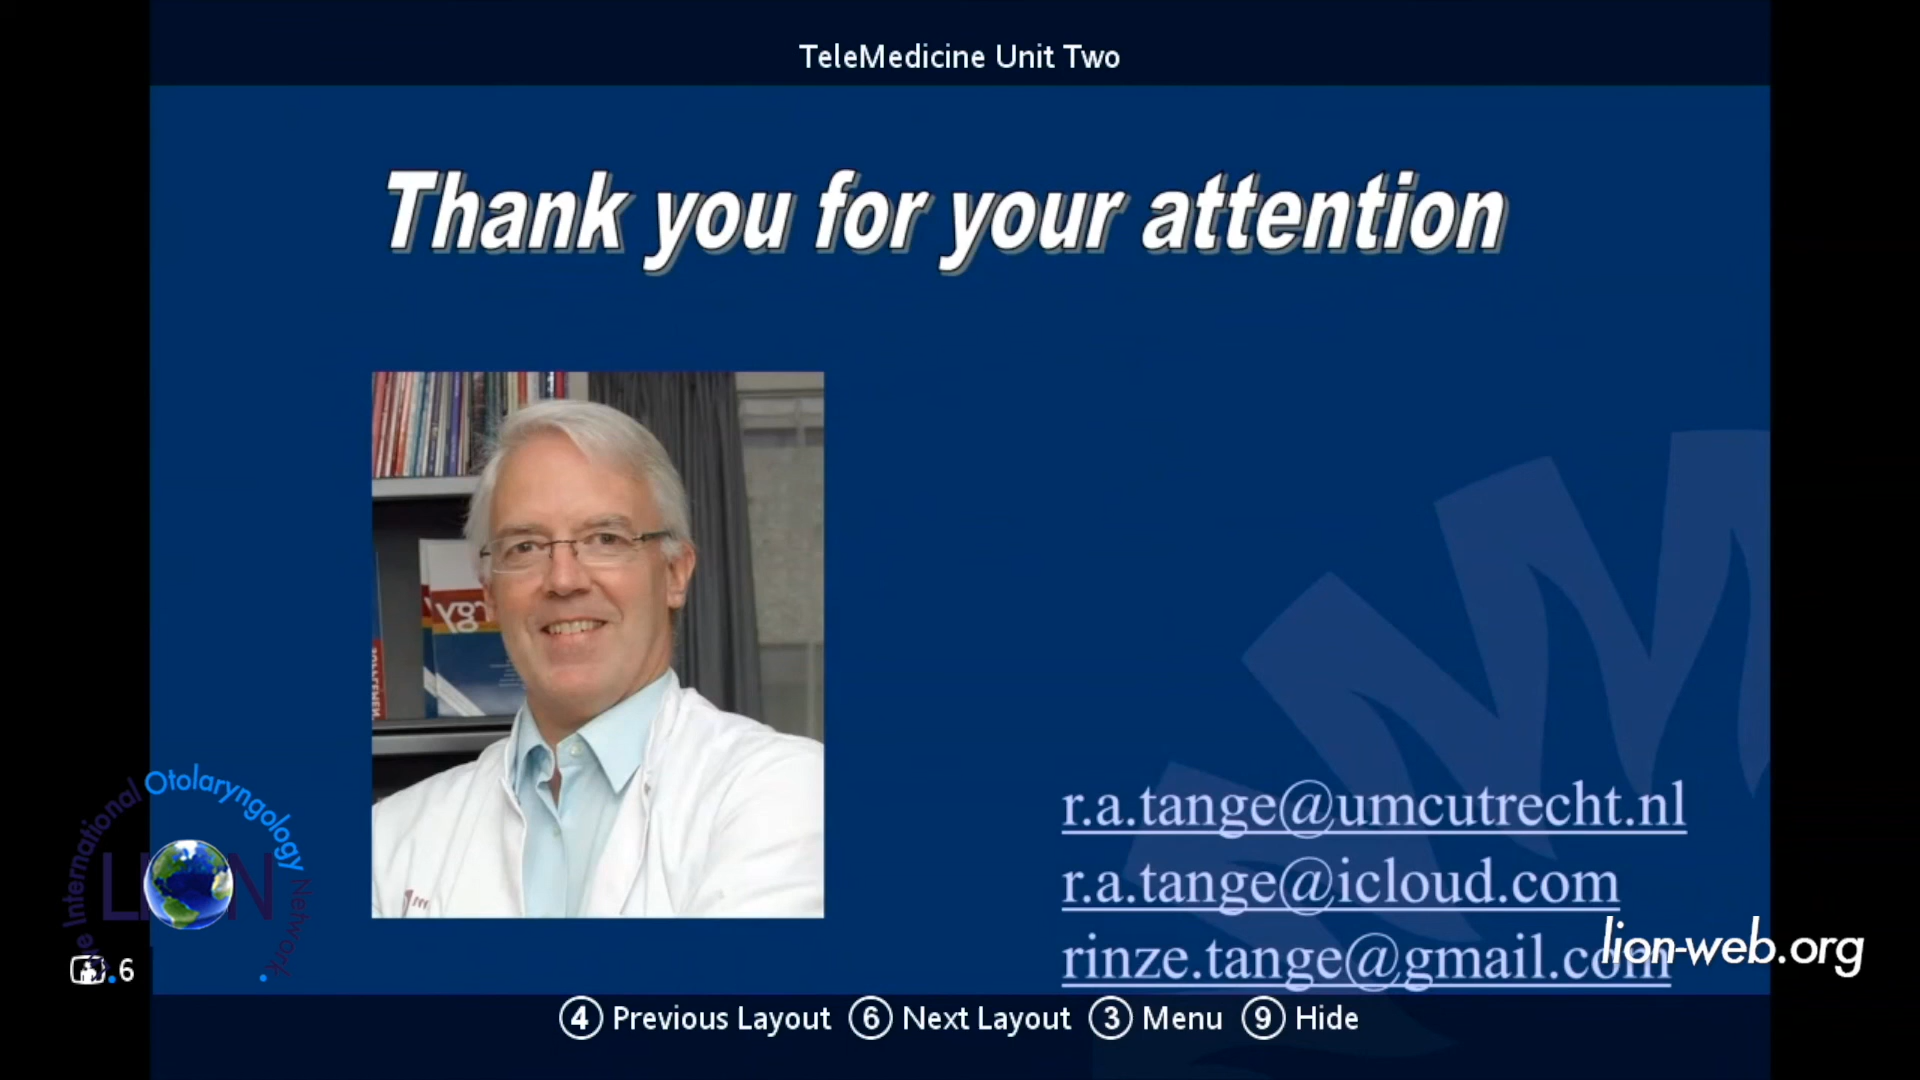 TeleMedicine Unit Two
Thank you for your attention
r.a.tange@umcutrecht.nl
r.a.tange@icloud.com
rinze.tange@gmail.com
lion-web.org
International Otolaryngology Network
LION
6
4 Previous Layout 6 Next Layout 3 Menu 9 Hide